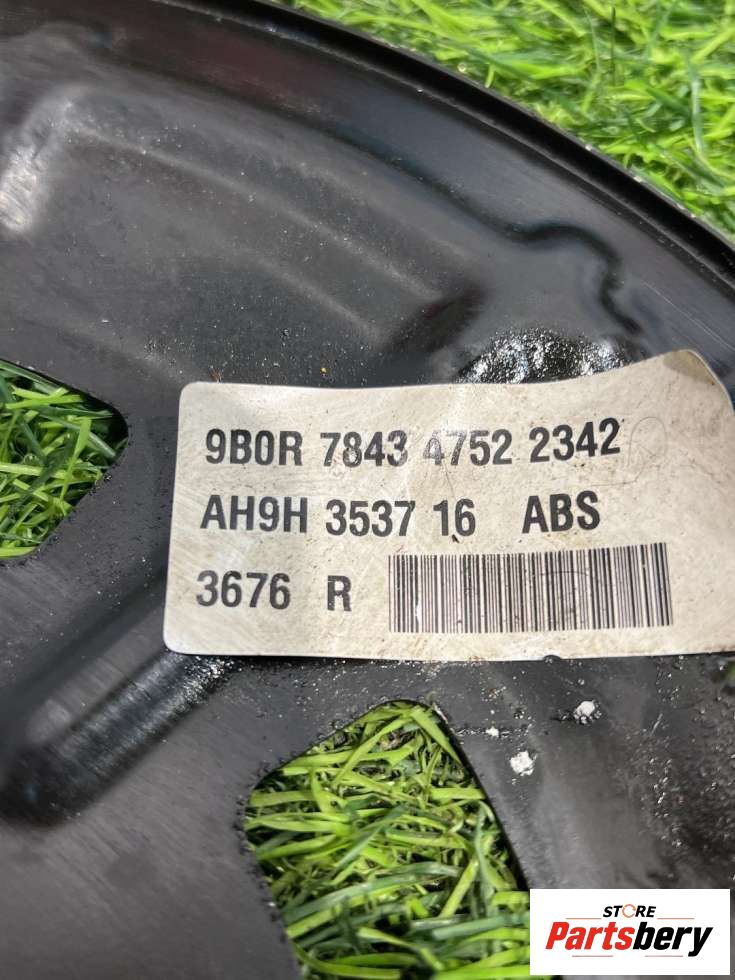 9B0R 7843 4752 2342
AH9H 3537 16 ABS
3676 R
STORE
Partsbery